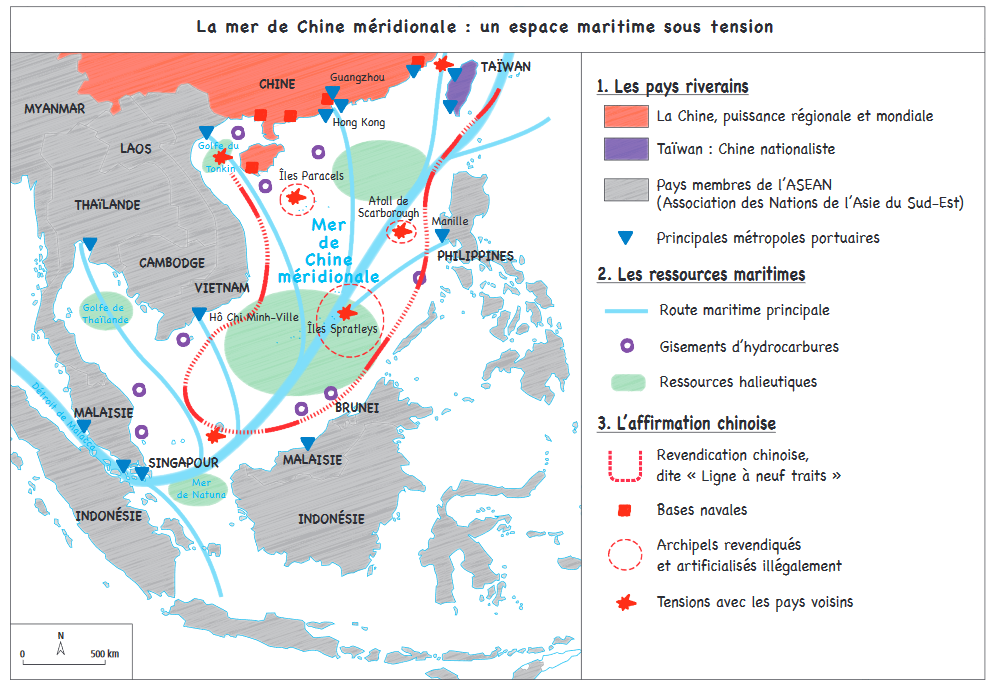 La mer de Chine méridionale : un espace maritime sous tension
TAÏWAN
CHINE
Guangzhou
MYANMAR
Hong Kong
LAOS
Golfe du
Tonkin
Îles Paracels
THAÏLANDE
Atoll de
Scarborough
Manille
Mer
de
Chine
méridionale
PHILIPPINES
CAMBODGE
VIETNAM
Golfe de
Thaïlande
Hô Chi Minh-Ville
Îles Spratleys
Détroit de Malacca
MALAISIE
BRUNEI
SINGAPOUR
MALAISIE
Mer
de Natuna
INDONÉSIE
INDONÉSIE
N
0
500 km
1. Les pays riverains
La Chine, puissance régionale et mondiale
Taïwan : Chine nationaliste
Pays membres de l'ASEAN
(Association des Nations de l'Asie du Sud-Est)
Principales métropoles portuaires
2. Les ressources maritimes
Route maritime principale
Gisements d'hydrocarbures
Ressources halieutiques
3. L'affirmation chinoise
Revendication chinoise,
dite « Ligne à neuf traits »
Bases navales
Archipels revendiqués
et artificialisés illégalement
Tensions avec les pays voisins